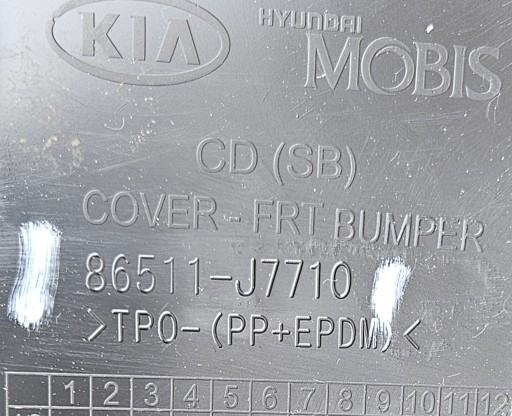 KIA HYUNDAI
MOBIS
CD (SB)
COVER - FRT BUMPER
86511-J7710
>TPO-(PP+EPDM)<
1 2 3 4 5 6 7 8 9 10 11 12